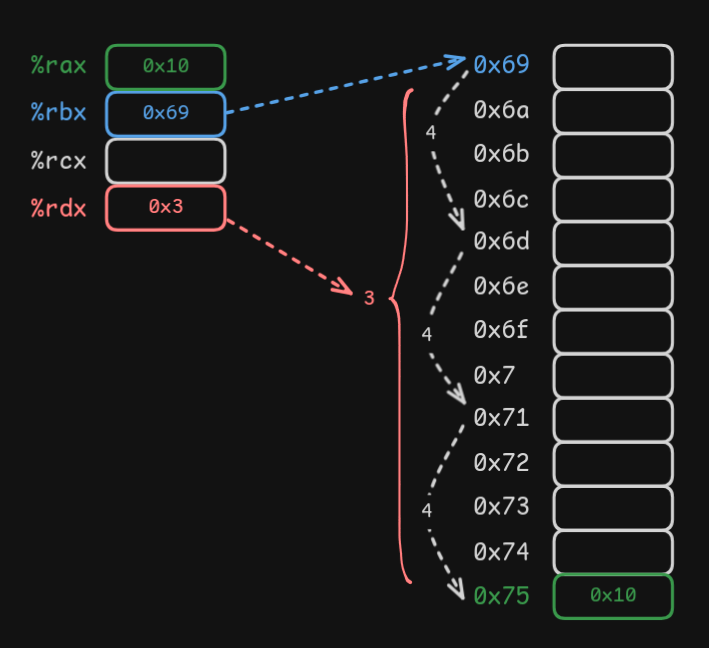 %rax 0x10
%rbx 0x69
%rcx
%rdx 0x3
3
4
4
4
0x69
0x6a
0x6b
0x6c
0x6d
0x6e
0x6f
0x7
0x71
0x72
0x73
0x74
0x75 0x10